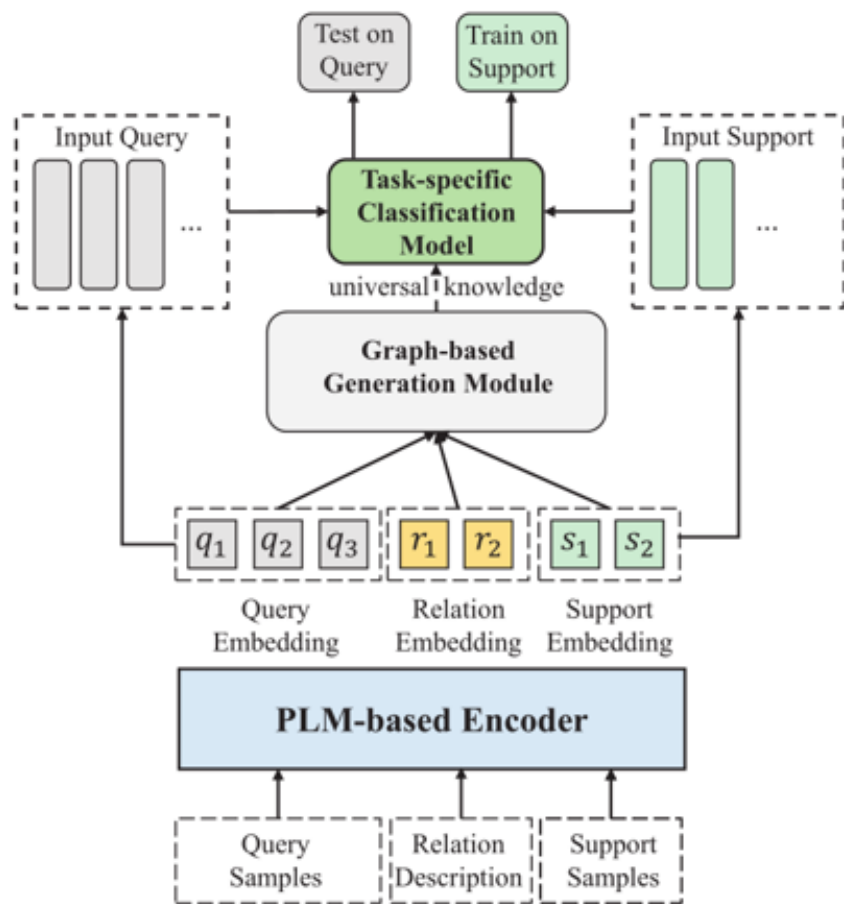 Test on
Query
Train on
Support
Input Query
...
Task-specific
Classification
Model
Input Support
...
universal knowledge
Graph-based
Generation Module
q₁ q₂ q₃ r₁ r₂ s₁ s₂
Query
Embedding
Relation
Embedding
Support
Embedding
PLM-based Encoder
Query
Samples
Relation
Description
Support
Samples